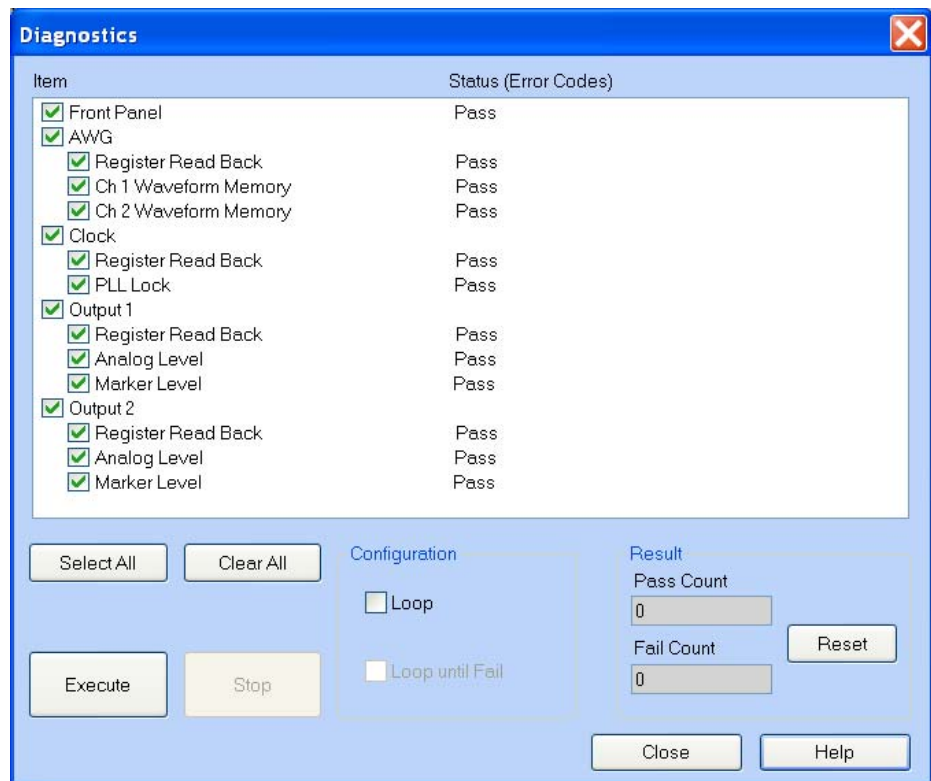 Diagnostics
Item Status (Error Codes)
Front Panel Pass
AWG
Register Read Back Pass
Ch 1 Waveform Memory Pass
Ch 2 Waveform Memory Pass
Clock
Register Read Back Pass
PLL Lock Pass
Output 1
Register Read Back Pass
Analog Level Pass
Marker Level Pass
Output 2
Register Read Back Pass
Analog Level Pass
Marker Level Pass
Select All Clear All
Configuration
Loop
Loop until Fail
Result
Pass Count
0
Fail Count
0
Reset
Execute Stop
Close Help